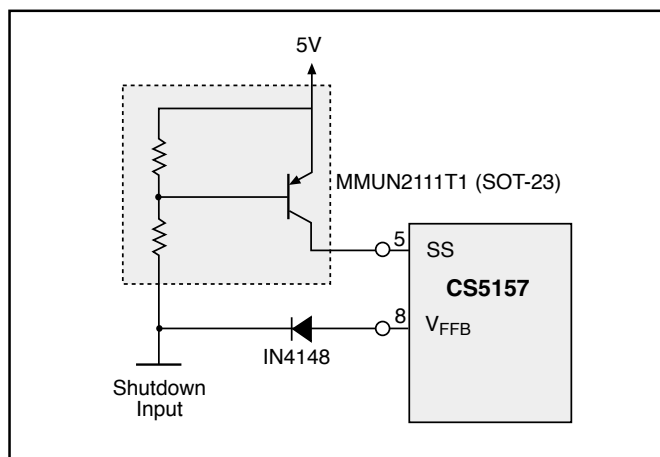 5V
MMUN2111T1 (SOT-23)
5
SS
CS5157
8
VFFB
IN4148
Shutdown
Input